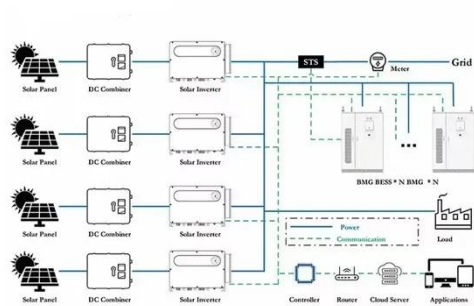 STS
Meter
Grid
Solar Panel
DC Combiner
Solar Inverter
Solar Panel
DC Combiner
Solar Inverter
BMG BESS * N BMG * N
Solar Panel
DC Combiner
Solar Inverter
Power
Communication
Load
Solar Panel
DC Combiner
Solar Inverter
Controller
Router
Cloud Server
Applications